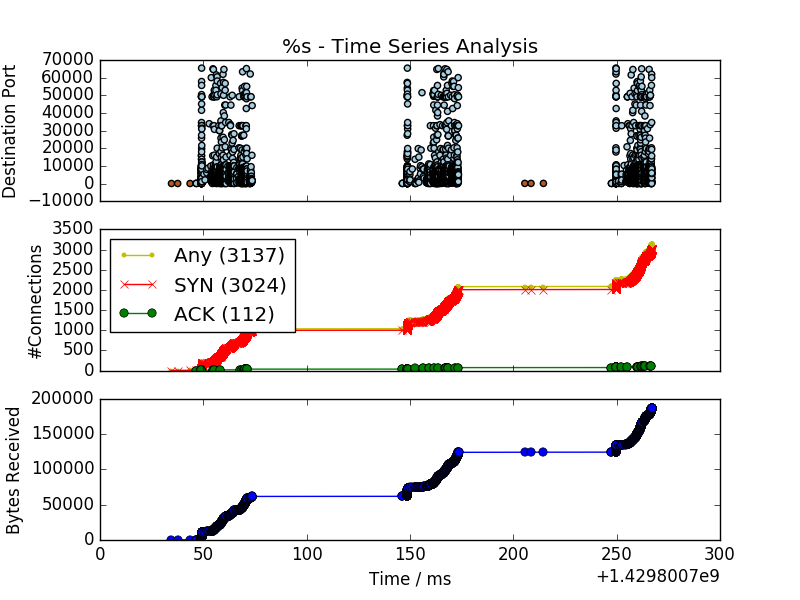 %s - Time Series Analysis
70000
60000
50000
40000
30000
20000
10000
0
−10000
Destination Port
3500
3000
2500
2000
1500
1000
500
0
#Connections
Any (3137)
SYN (3024)
ACK (112)
200000
150000
100000
50000
0
Bytes Received
0 50 100 150 200 250 300
Time / ms
+1.4298007e9